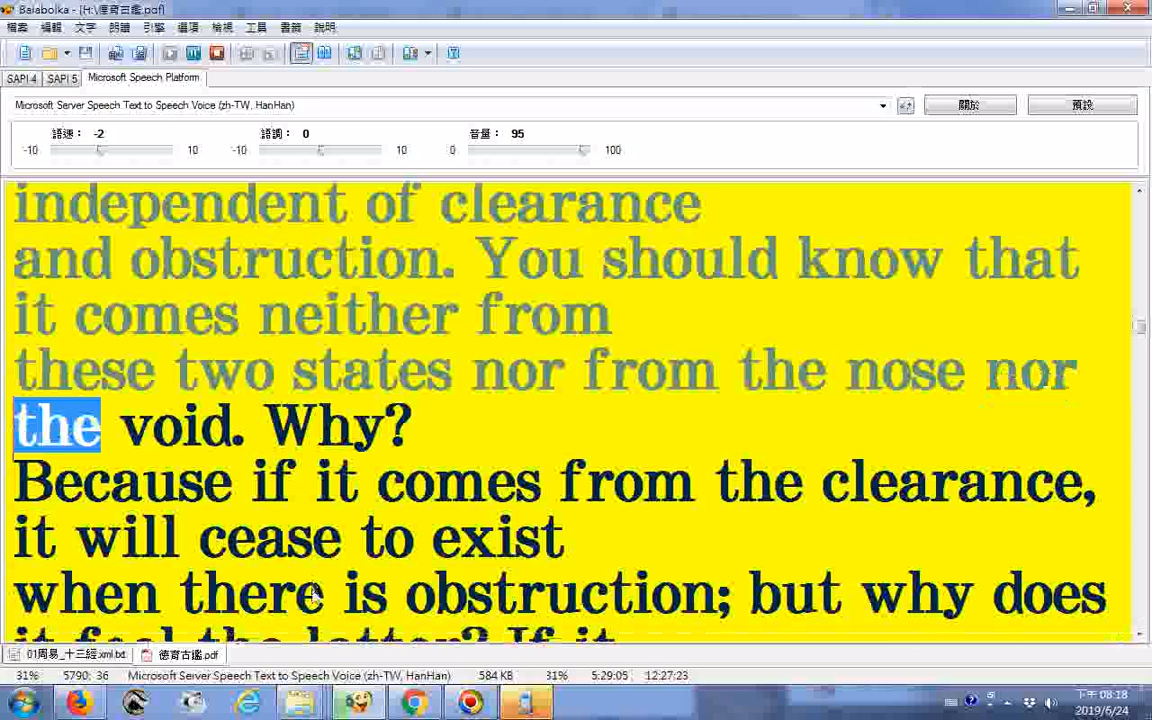 Balabolka - [H:\德育古鑑.pdf]
檔案 編輯 文字 朗讀 引擎 選項 檢視 工具 書籤 說明
SAPI 4 SAPI 5 Microsoft Speech Platform
Microsoft Server Speech Text to Speech Voice (zh-TW, HanHan) 關於 預設
語速： -2 語調： 0 音量： 95
-10 10 -10 10 0 100
independent of clearance
and obstruction. You should know that
it comes neither from
these two states nor from the nose nor
the void. Why?
Because if it comes from the clearance,
it will cease to exist
when there is obstruction; but why does
it feel the latter? If it
01周易_十三經.xml.txt 德育古鑑.pdf
31% 5790; 36 Microsoft Server Speech Text to Speech Voice (zh-TW, HanHan) 584 KB 31% 5:29:05 12:27:23
下午 08:18
2019/6/24